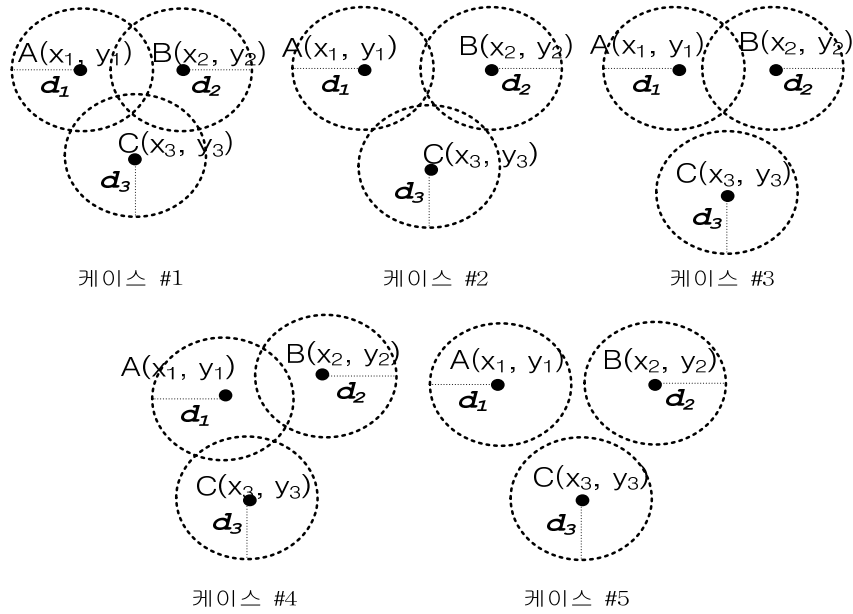 A(x₁, y₁) B(x₂, y₂)
d₁ d₂
C(x₃, y₃)
d₃
케이스 #1
A(x₁, y₁) B(x₂, y₂)
d₁ d₂
C(x₃, y₃)
d₃
케이스 #2
A(x₁, y₁) B(x₂, y₂)
d₁ d₂
C(x₃, y₃)
d₃
케이스 #3
A(x₁, y₁) B(x₂, y₂)
d₁ d₂
C(x₃, y₃)
d₃
케이스 #4
A(x₁, y₁) B(x₂, y₂)
d₁ d₂
C(x₃, y₃)
d₃
케이스 #5